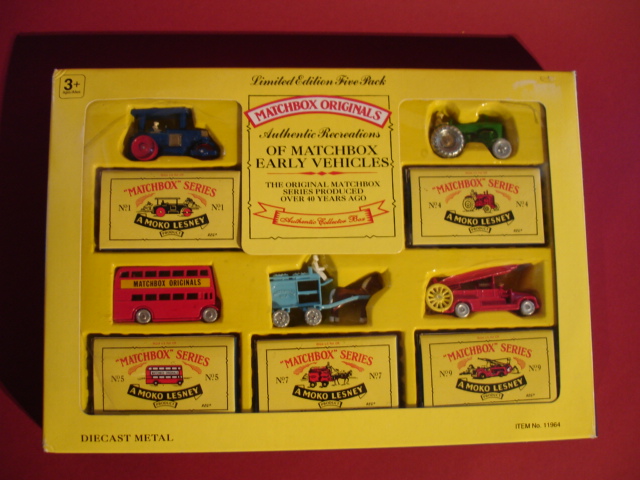 3+
Limited Edition Five Pack
MATCHBOX ORIGINALS
Authentic Recreations
OF MATCHBOX
EARLY VEHICLES
THE ORIGINAL MATCHBOX
SERIES PRODUCED
OVER 40 YEARS AGO
Authentic Collector Box
"MATCHBOX" SERIES
No1 No1
A MOKO LESNEY
"MATCHBOX" SERIES
No4 No4
A MOKO LESNEY
MATCHBOX ORIGINALS
"MATCHBOX" SERIES
No5 No5
A MOKO LESNEY
"MATCHBOX" SERIES
No7 No7
A MOKO LESNEY
"MATCHBOX" SERIES
No9 No9
A MOKO LESNEY
DIECAST METAL
ITEM No. 11964